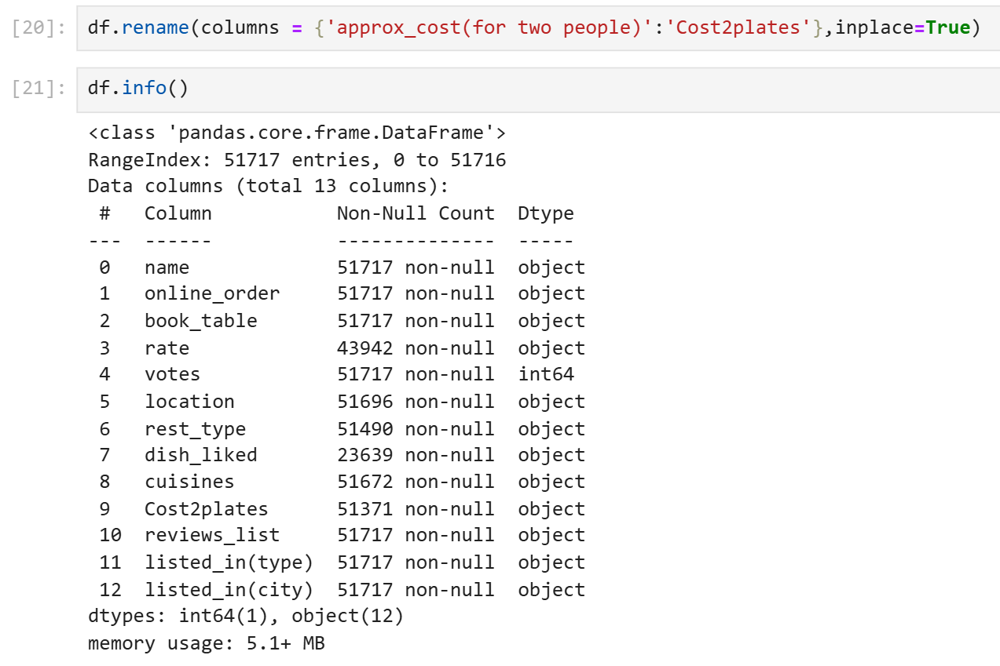 [20]: df.rename(columns = {'approx_cost(for two people)':'Cost2plates'},inplace=True)
[21]: df.info()
<class 'pandas.core.frame.DataFrame'>
RangeIndex: 51717 entries, 0 to 51716
Data columns (total 13 columns):
 #   Column           Non-Null Count  Dtype
---  ------           --------------  -----
 0   name             51717 non-null  object
 1   online_order     51717 non-null  object
 2   book_table       51717 non-null  object
 3   rate             43942 non-null  object
 4   votes            51717 non-null  int64
 5   location         51696 non-null  object
 6   rest_type        51490 non-null  object
 7   dish_liked       23639 non-null  object
 8   cuisines         51672 non-null  object
 9   Cost2plates      51371 non-null  object
 10  reviews_list     51717 non-null  object
 11  listed_in(type)  51717 non-null  object
 12  listed_in(city)  51717 non-null  object
dtypes: int64(1), object(12)
memory usage: 5.1+ MB